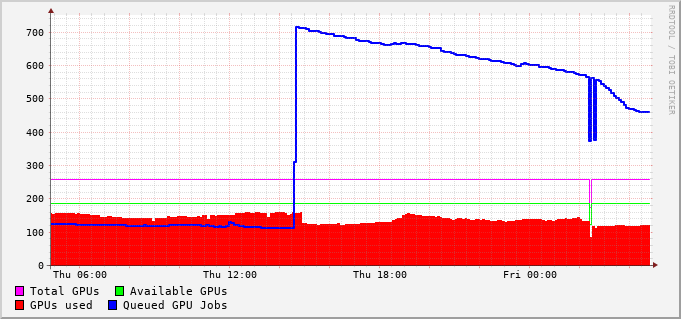 RRDTOOL / TOBI OETIKER
700
600
500
400
300
200
100
0
Thu 06:00 Thu 12:00 Thu 18:00 Fri 00:00
Total GPUs Available GPUs
GPUs used Queued GPU Jobs